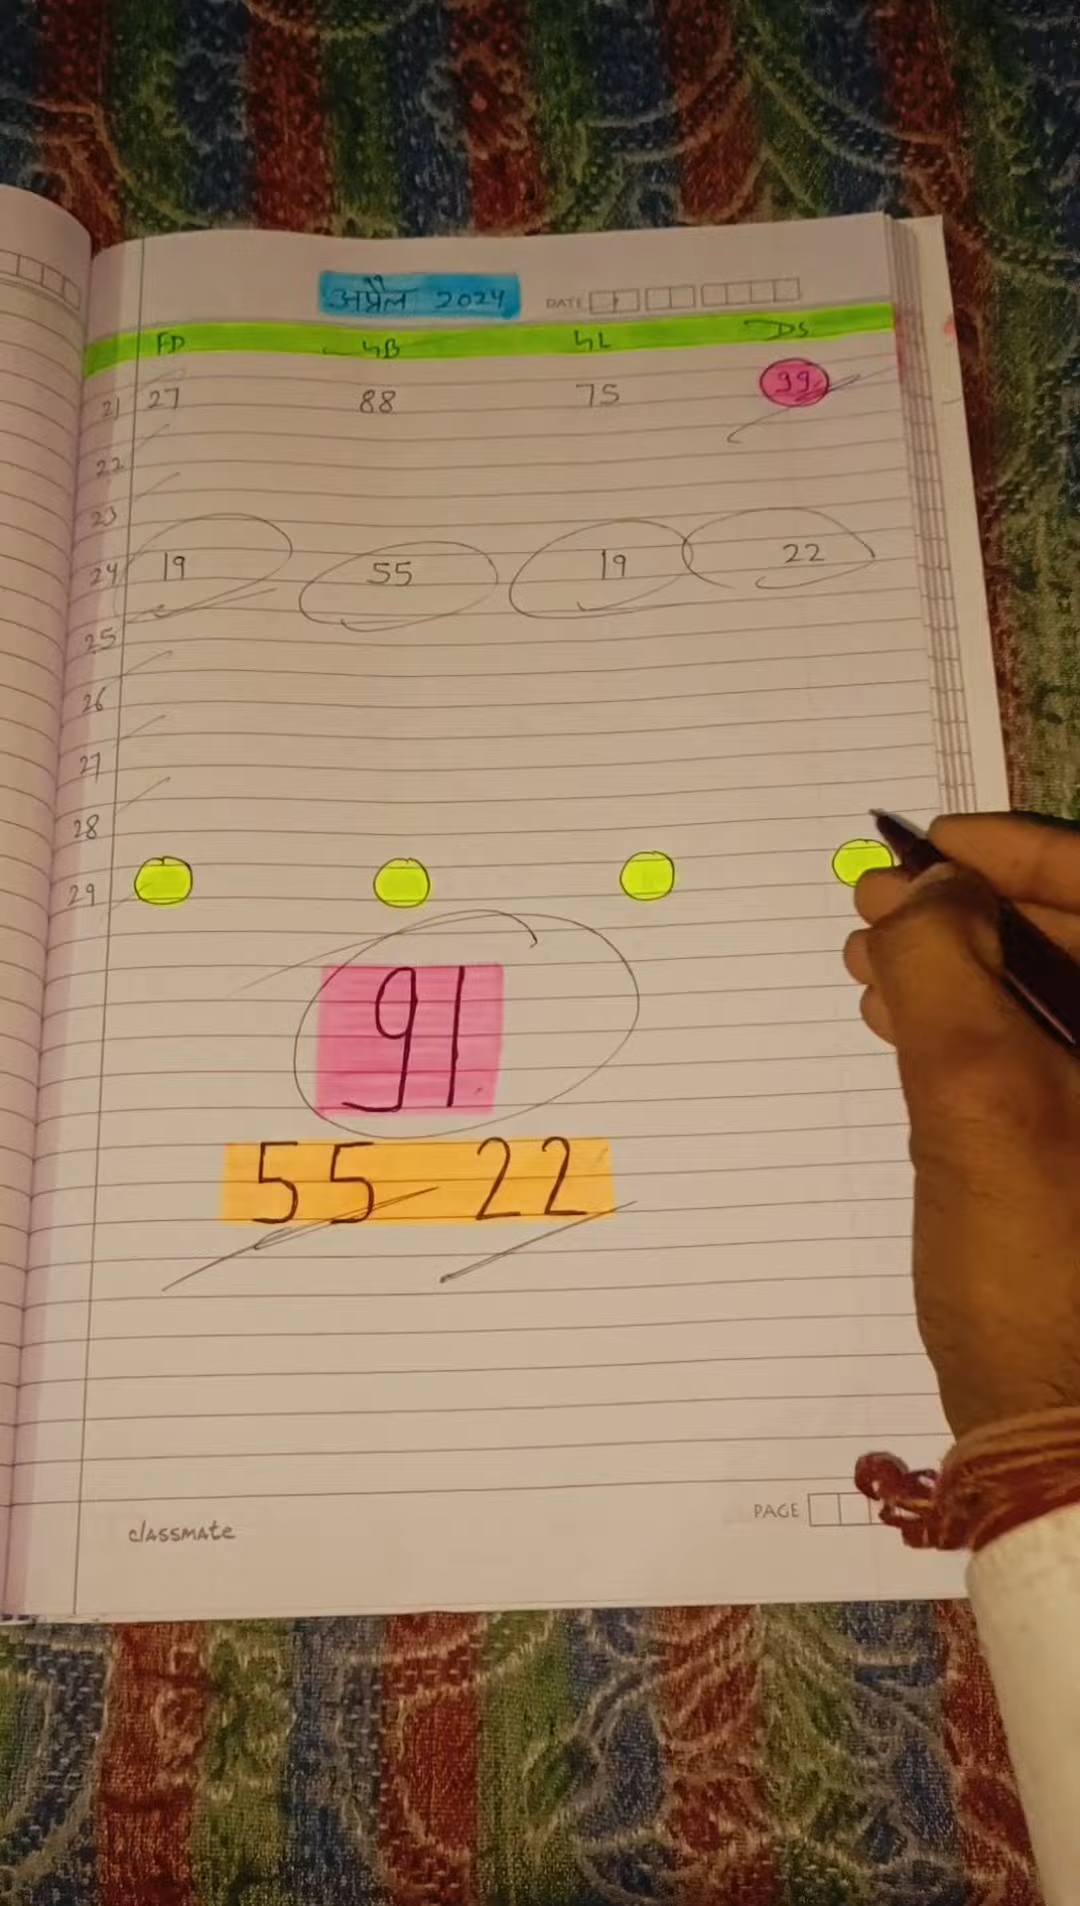 अप्रैल 2024 DATE
FD GB GL DS
21 27 88 75 99
22
23
24 19 55 19 22
25
26
27
28
29
91
55 22
classmate PAGE